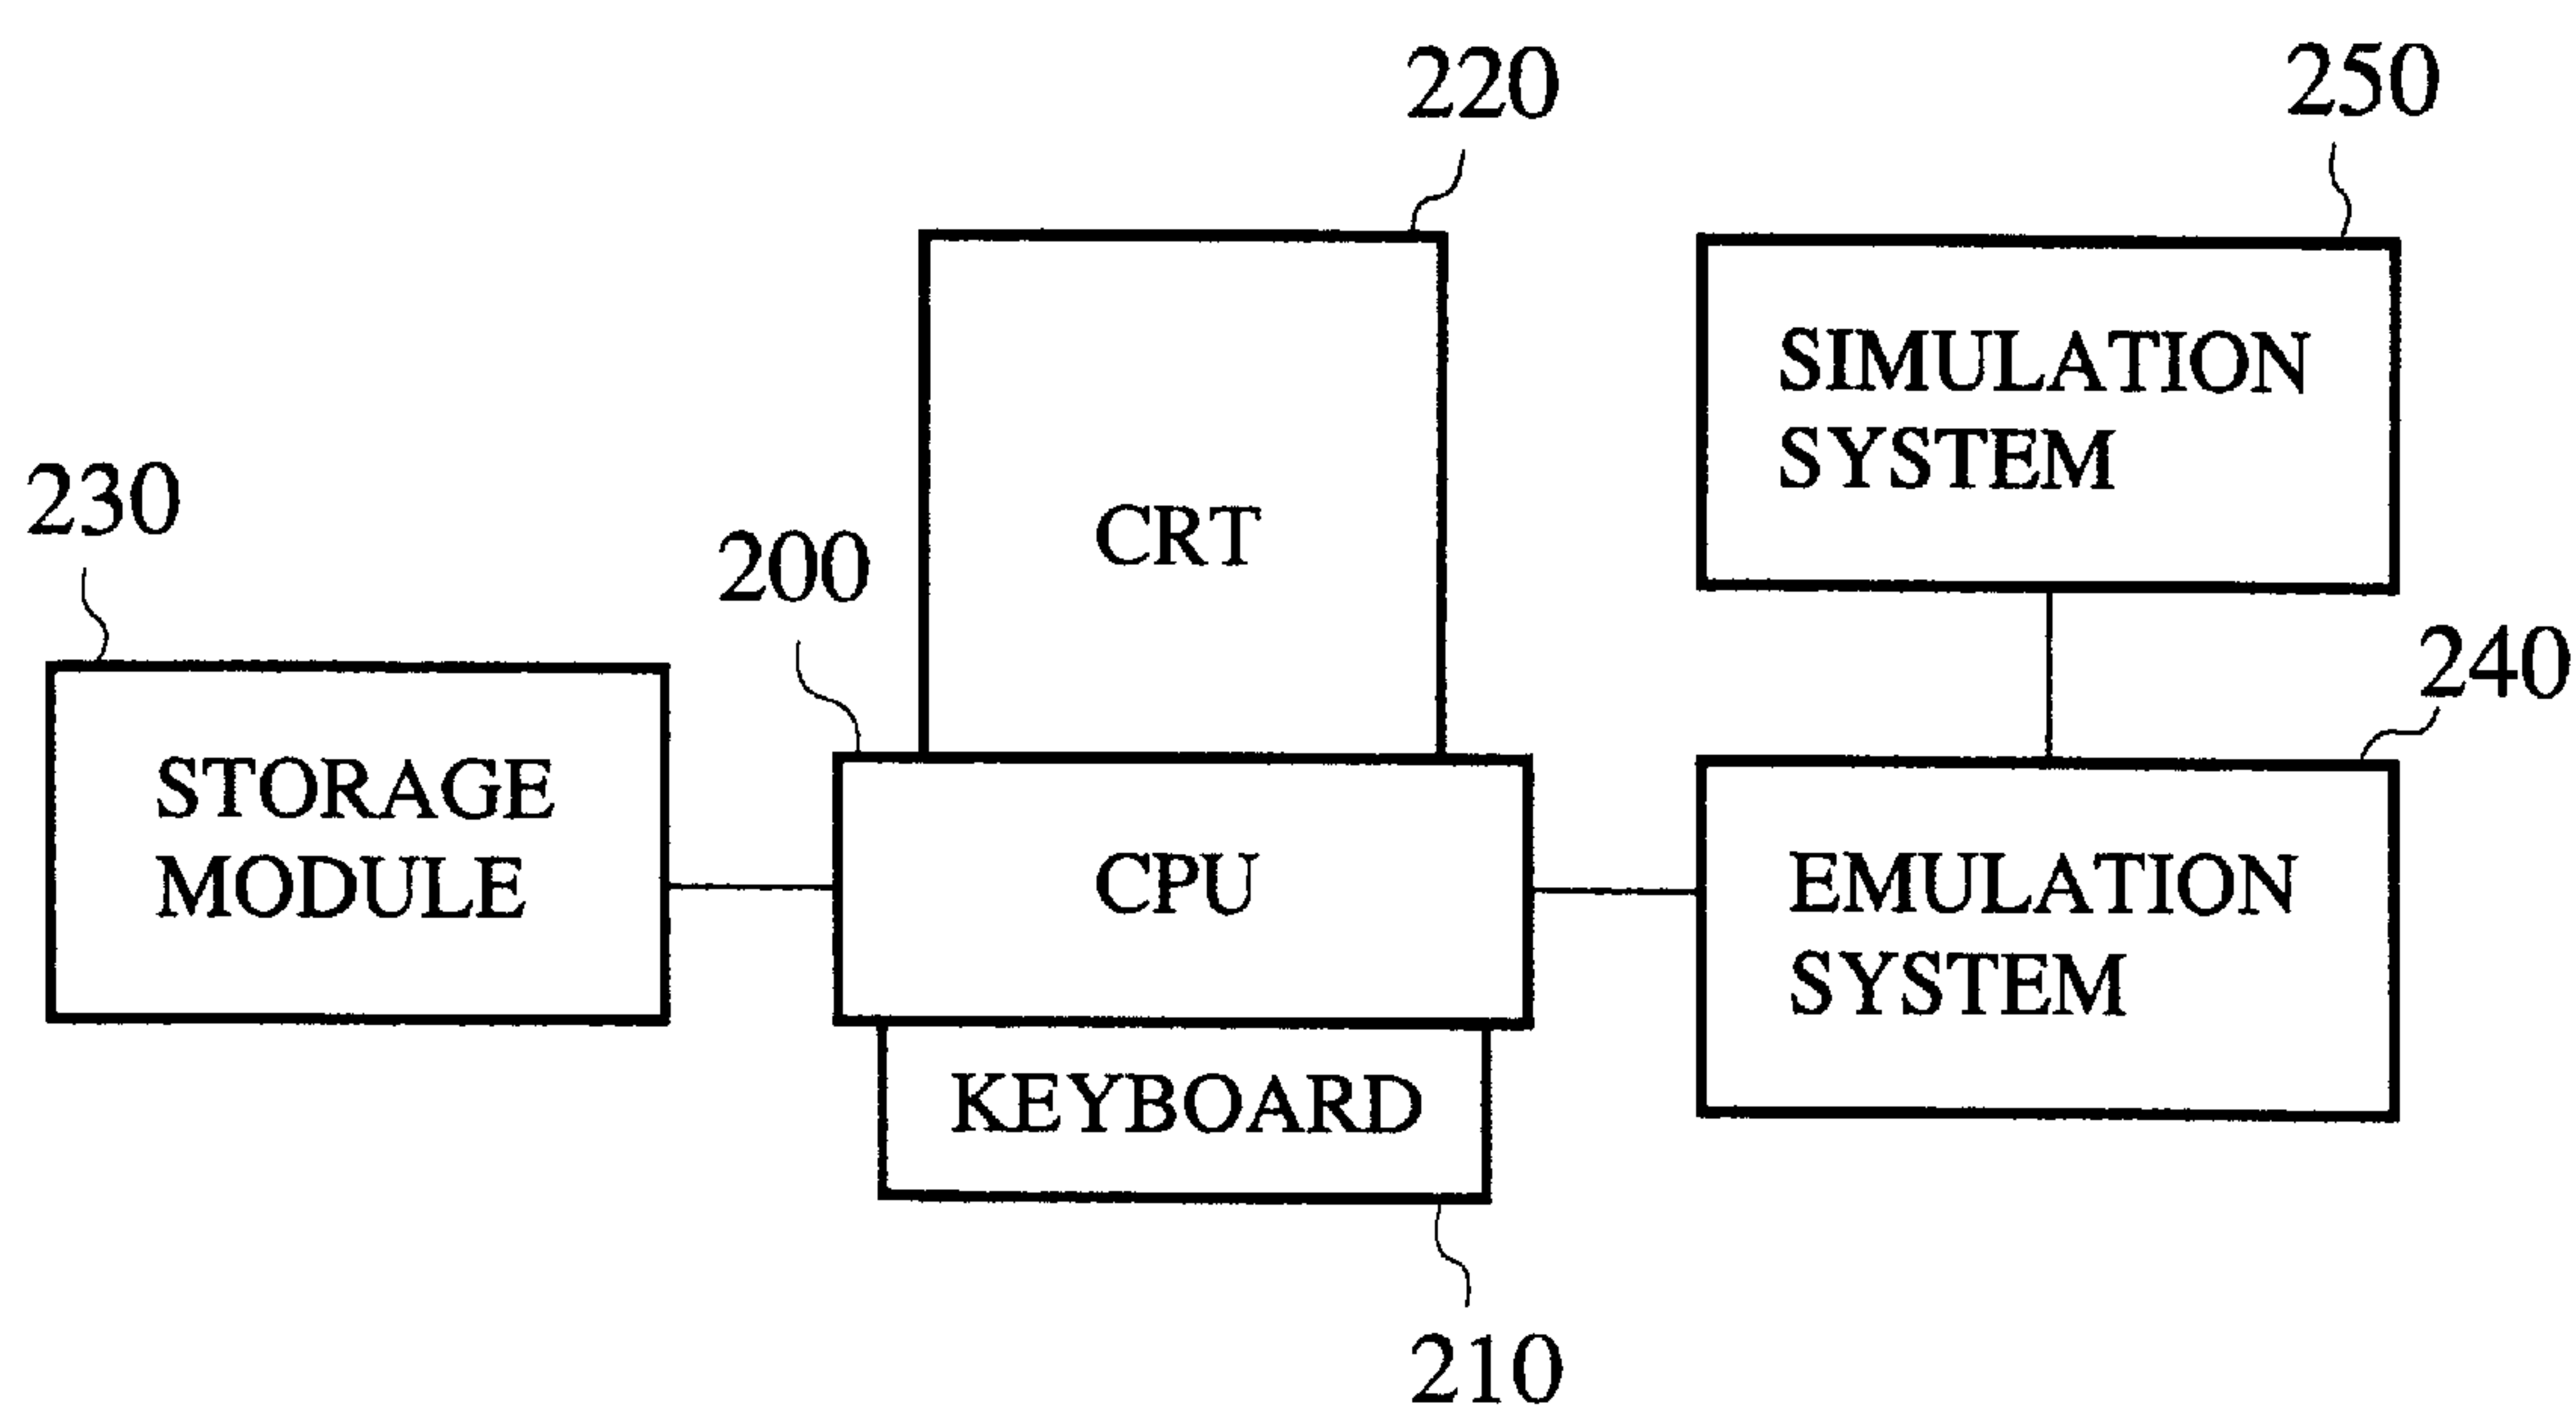 220
250
SIMULATION
SYSTEM
230
200
CRT
240
STORAGE
MODULE
CPU
EMULATION
SYSTEM
KEYBOARD
210